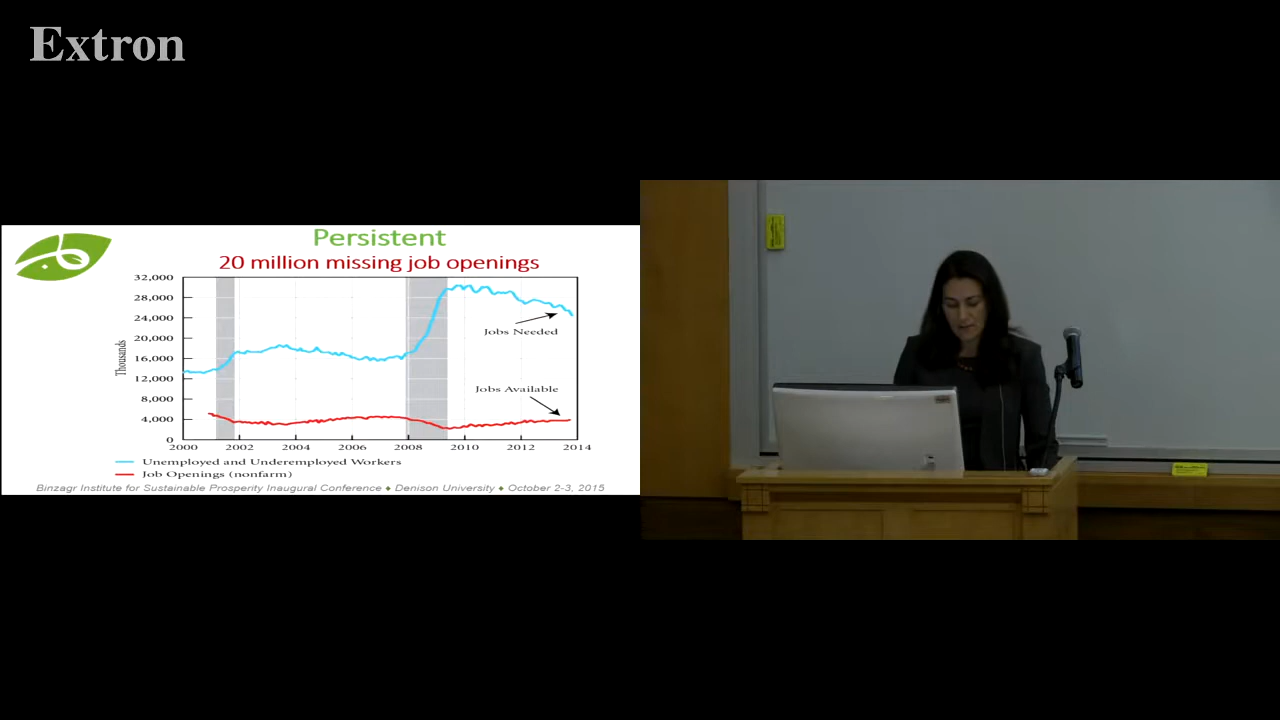 Extron
Persistent
20 million missing job openings
32,000
28,000
24,000
20,000
16,000
12,000
8,000
4,000
0
Thousands
Jobs Needed
Jobs Available
2000 2002 2004 2006 2008 2010 2012 2014
Unemployed and Underemployed Workers
Job Openings (nonfarm)
Binzagr Institute for Sustainable Prosperity Inaugural Conference ♦ Denison University ♦ October 2-3, 2015